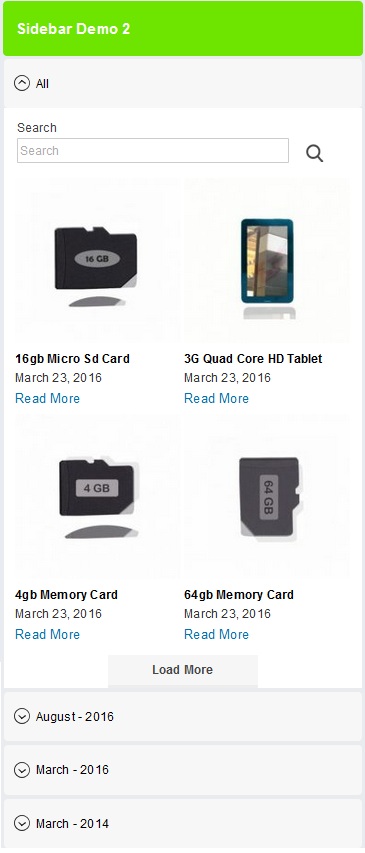 Sidebar Demo 2
All
Search
Search
16 GB
16gb Micro Sd Card
March 23, 2016
Read More
3G Quad Core HD Tablet
March 23, 2016
Read More
4 GB
4gb Memory Card
March 23, 2016
Read More
64 GB
64gb Memory Card
March 23, 2016
Read More
Load More
August - 2016
March - 2016
March - 2014